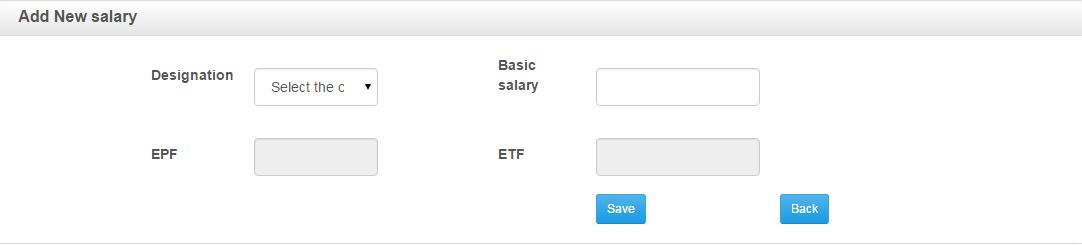 Add New salary
Designation
Select the c
Basic
salary
EPF
ETF
Save
Back